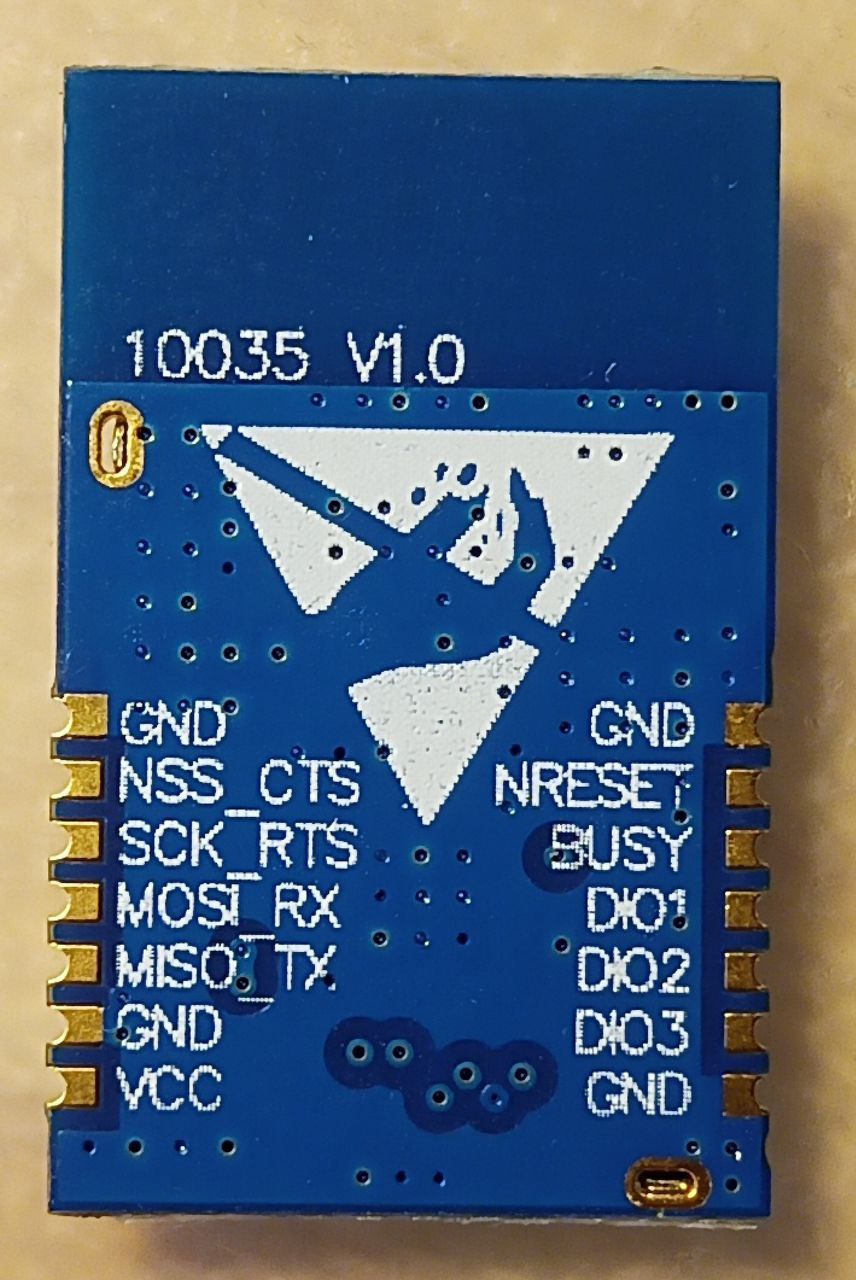 10035 V1.0
GND GND
NSS_CTS NRESET
SCK_RTS BUSY
MOSI_RX DIO1
MISO_TX DIO2
GND DIO3
VCC GND